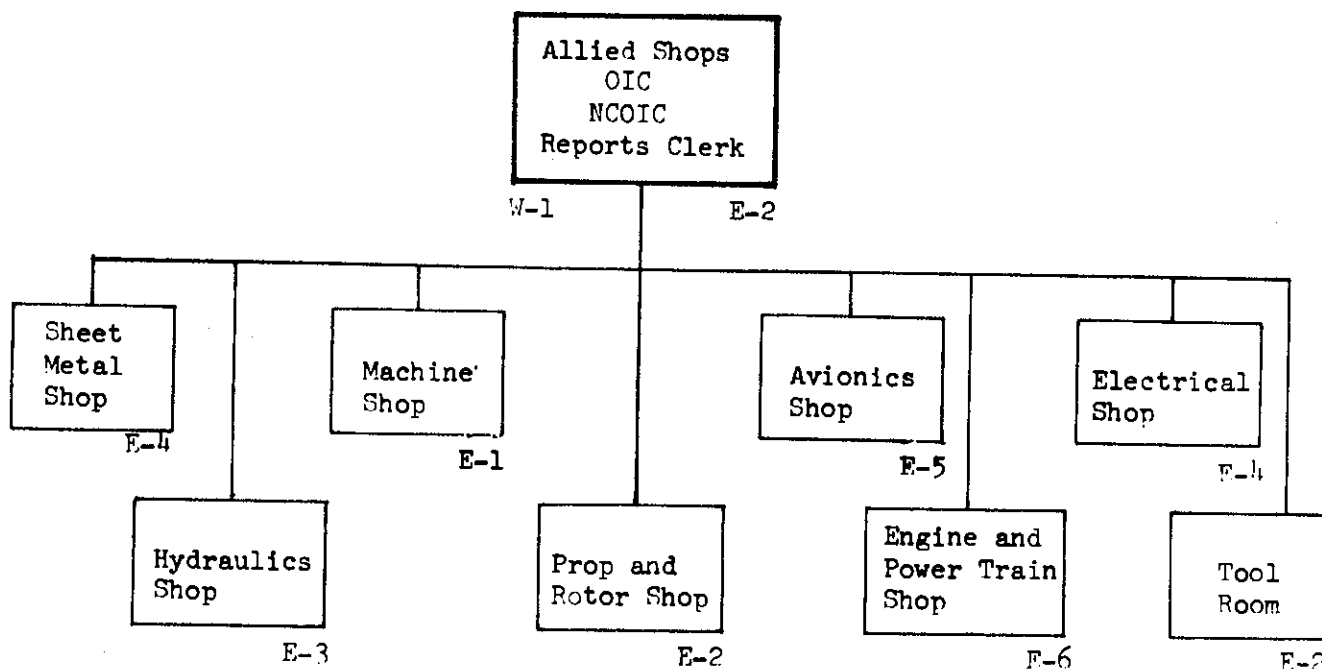 Allied Shops
OIC
NCOIC
Reports Clerk
W-1 E-2
Sheet
Metal
Shop
E-4
Machine
Shop
E-1
Avionics
Shop
E-5
Electrical
Shop
E-4
Hydraulics
Shop
E-3
Prop and
Rotor Shop
E-2
Engine and
Power Train
Shop
E-6
Tool
Room
E-2